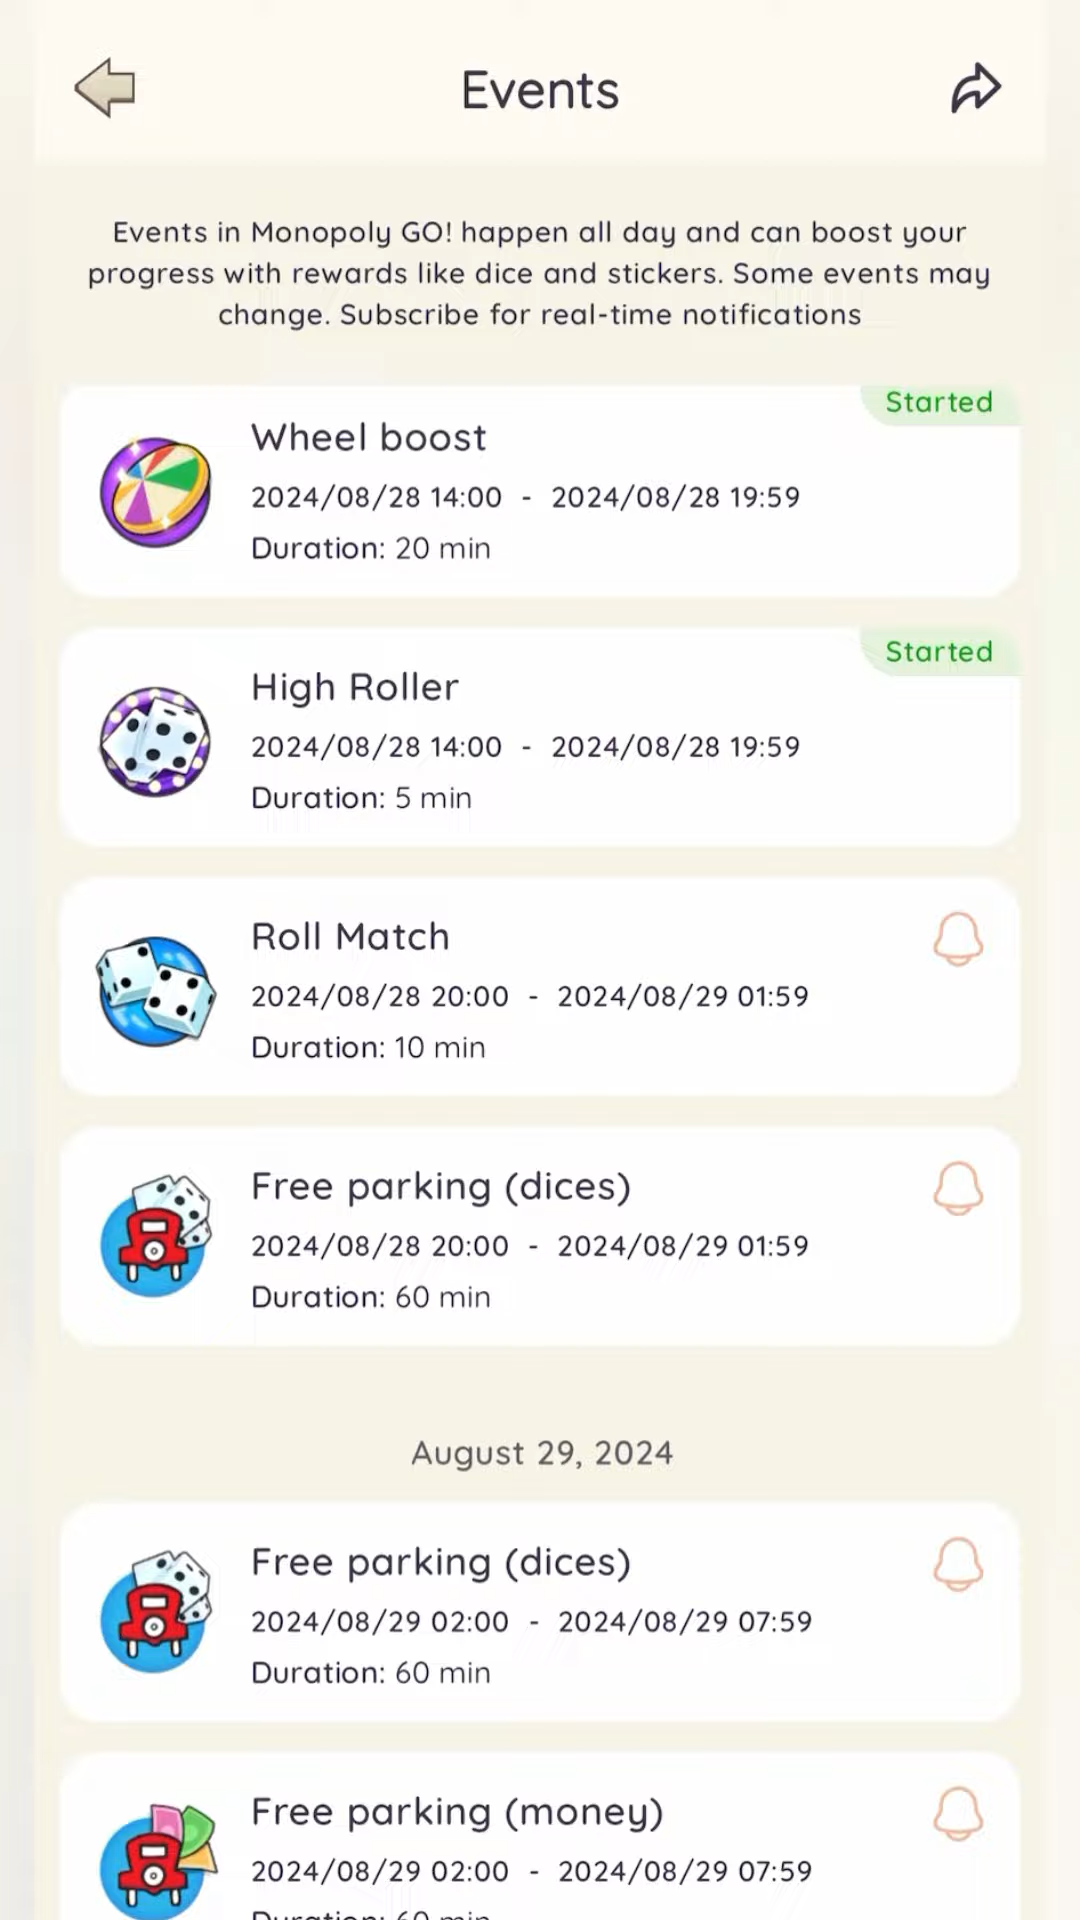 Events
Events in Monopoly GO! happen all day and can boost your
progress with rewards like dice and stickers. Some events may
change. Subscribe for real-time notifications
Started
Wheel boost
2024/08/28 14:00 - 2024/08/28 19:59
Duration: 20 min
Started
High Roller
2024/08/28 14:00 - 2024/08/28 19:59
Duration: 5 min
Roll Match
2024/08/28 20:00 - 2024/08/29 01:59
Duration: 10 min
Free parking (dices)
2024/08/28 20:00 - 2024/08/29 01:59
Duration: 60 min
August 29, 2024
Free parking (dices)
2024/08/29 02:00 - 2024/08/29 07:59
Duration: 60 min
Free parking (money)
2024/08/29 02:00 - 2024/08/29 07:59
Duration: 60 min